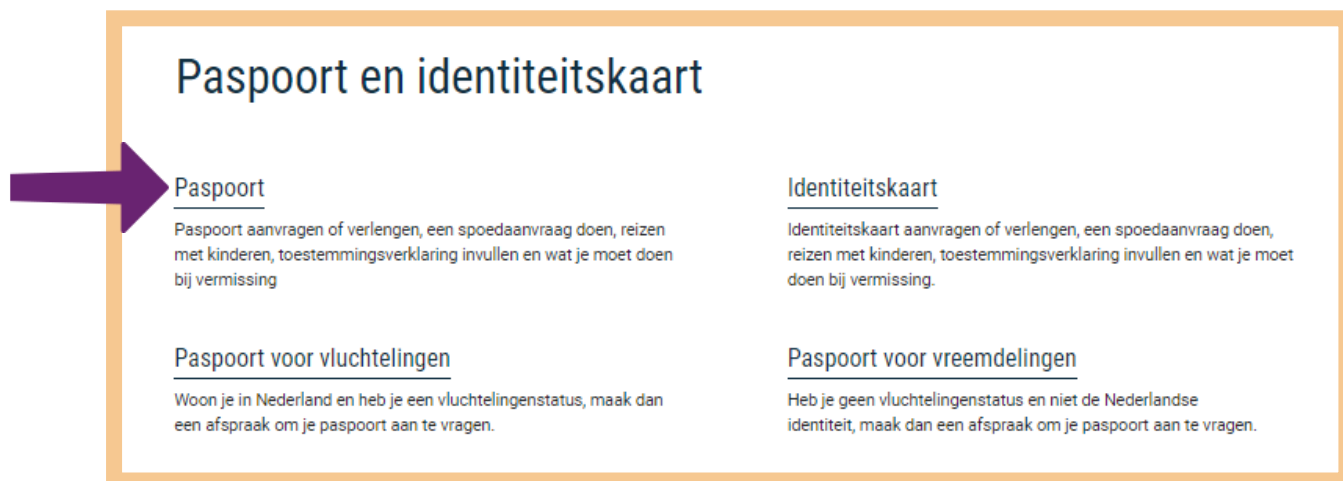 Paspoort en identiteitskaart
Paspoort
Paspoort aanvragen of verlengen, een spoedaanvraag doen, reizen
met kinderen, toestemmingsverklaring invullen en wat je moet doen
bij vermissing
Identiteitskaart
Identiteitskaart aanvragen of verlengen, een spoedaanvraag doen,
reizen met kinderen, toestemmingsverklaring invullen en wat je moet
doen bij vermissing.
Paspoort voor vluchtelingen
Woon je in Nederland en heb je een vluchtelingenstatus, maak dan
een afspraak om je paspoort aan te vragen.
Paspoort voor vreemdelingen
Heb je geen vluchtelingenstatus en niet de Nederlandse
identiteit, maak dan een afspraak om je paspoort aan te vragen.